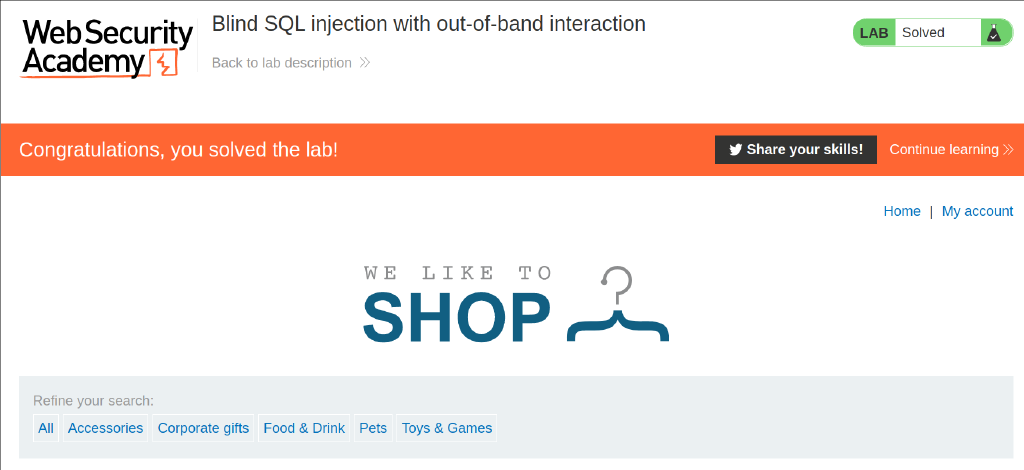 Web Security
Academy
Blind SQL injection with out-of-band interaction
Back to lab description
LAB Solved
Congratulations, you solved the lab!
Share your skills!
Continue learning
Home | My account
WE LIKE TO
SHOP
Refine your search:
All Accessories Corporate gifts Food & Drink Pets Toys & Games